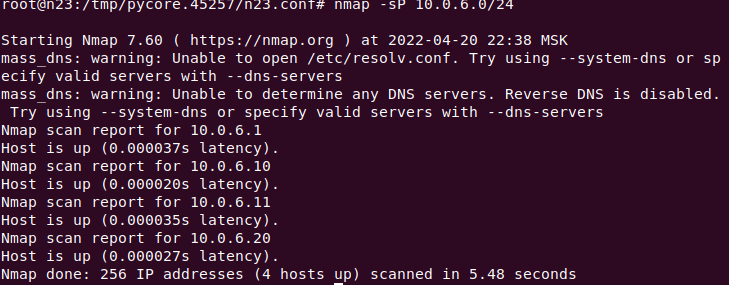 root@n23:/tmp/pycore.45257/n23.conf# nmap -sP 10.0.6.0/24
Starting Nmap 7.60 ( https://nmap.org ) at 2022-04-20 22:38 MSK
mass_dns: warning: Unable to open /etc/resolv.conf. Try using --system-dns or sp
ecify valid servers with --dns-servers
mass_dns: warning: Unable to determine any DNS servers. Reverse DNS is disabled.
 Try using --system-dns or specify valid servers with --dns-servers
Nmap scan report for 10.0.6.1
Host is up (0.000037s latency).
Nmap scan report for 10.0.6.10
Host is up (0.000020s latency).
Nmap scan report for 10.0.6.11
Host is up (0.000035s latency).
Nmap scan report for 10.0.6.20
Host is up (0.000027s latency).
Nmap done: 256 IP addresses (4 hosts up) scanned in 5.48 seconds